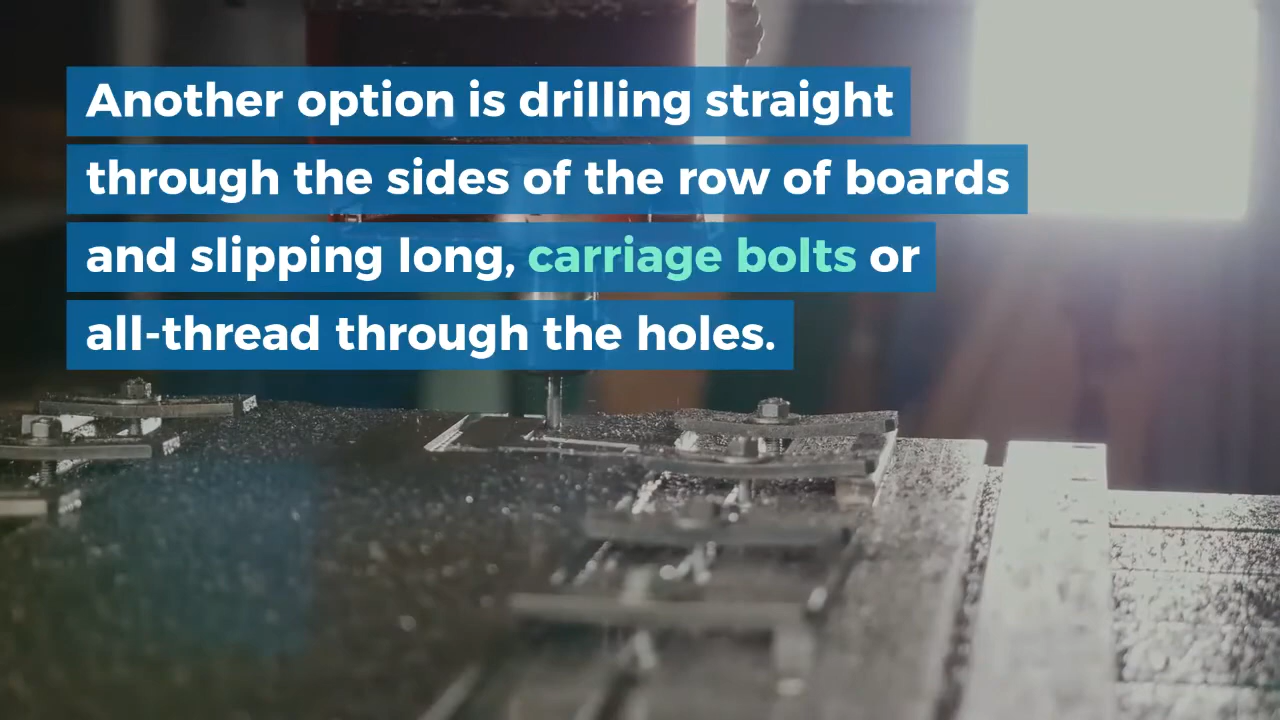 Another option is drilling straight
through the sides of the row of boards
and slipping long, carriage bolts or
all-thread through the holes.